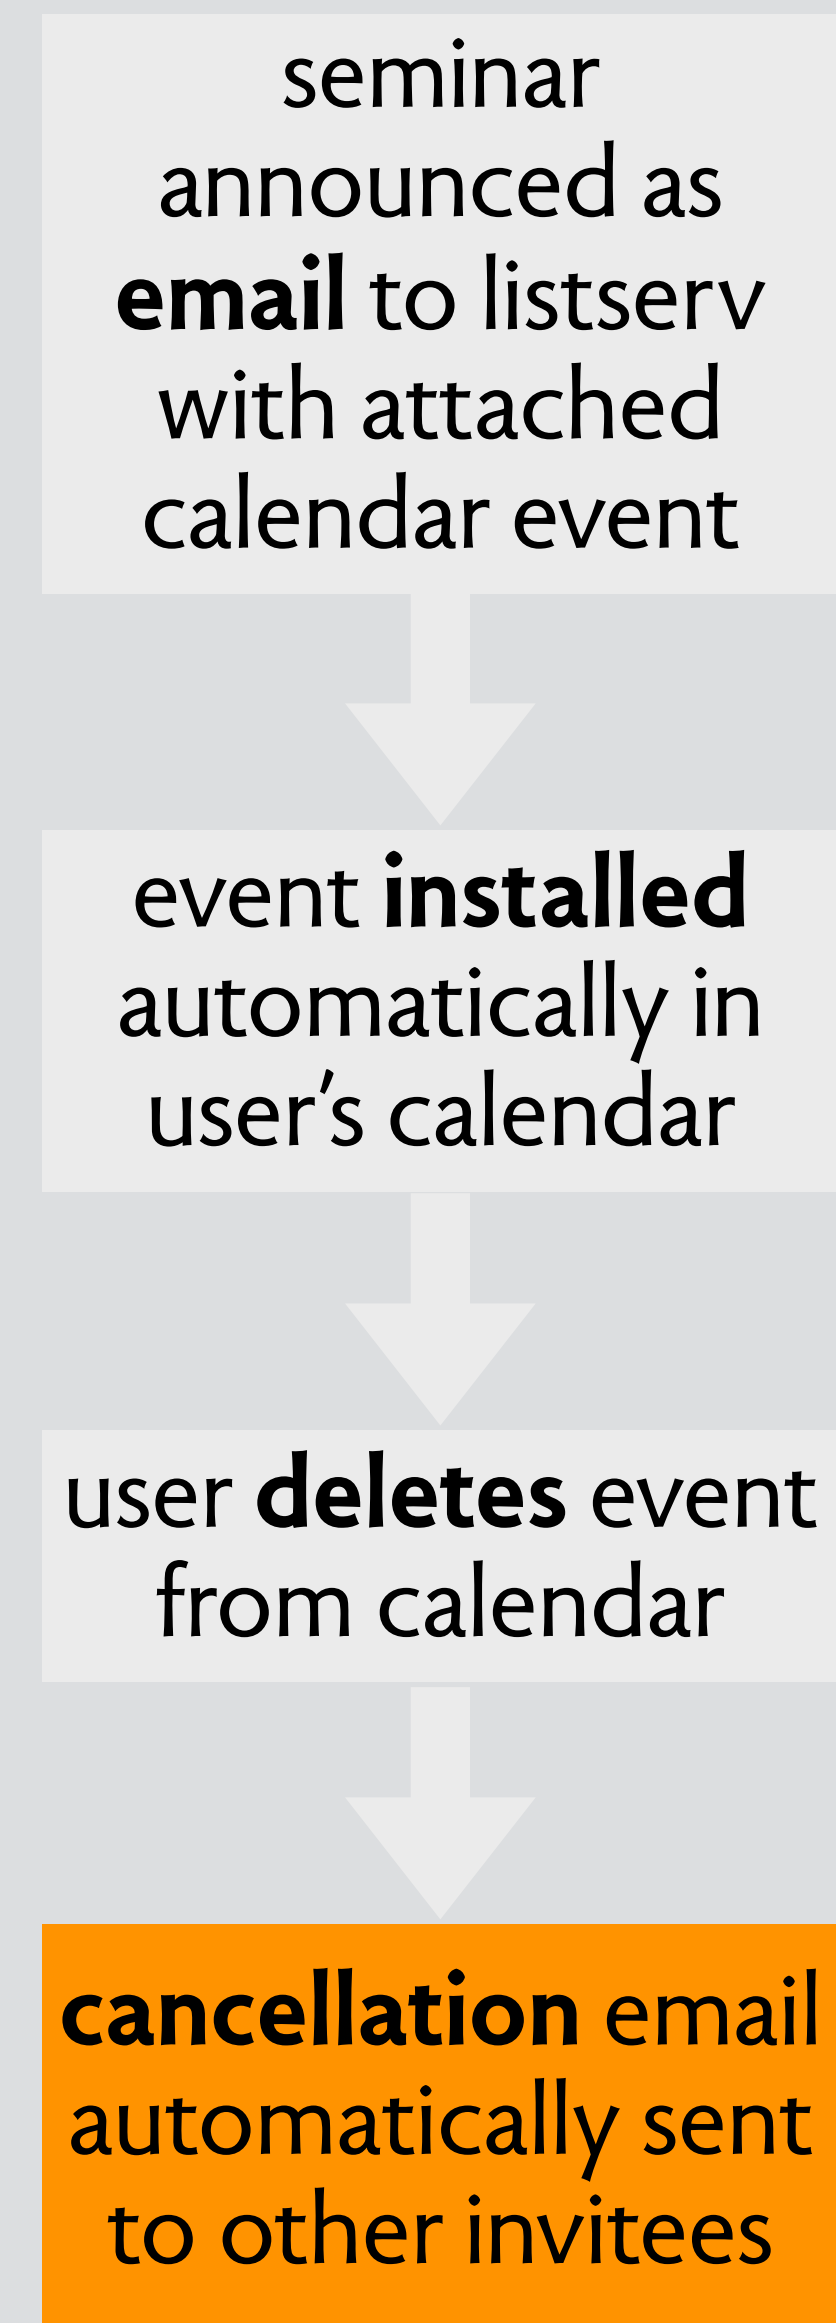 seminar
announced as
email to listserv
with attached
calendar event
event installed
automatically in
user’s calendar
user deletes event
from calendar
cancellation email
automatically sent
to other invitees